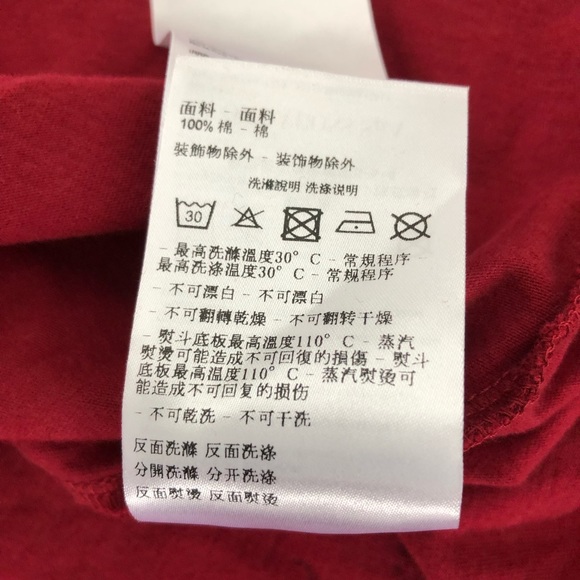 面料 - 面料
100% 棉 - 棉
裝飾物除外 - 装饰物除外
洗滌說明 洗涤说明
30
- 最高洗滌溫度30° C - 常規程序 -
最高洗涤温度30° C - 常规程序
- 不可漂白 - 不可漂白
- 不可翻轉乾燥 - 不可翻转干燥
- 熨斗底板最高溫度110° C - 蒸汽
熨燙可能造成不可回復的損傷 - 熨斗
底板最高温度110° C - 蒸汽熨烫可
能造成不可回复的损伤
- 不可乾洗 - 不可干洗
反面洗滌 反面洗涤
分開洗滌 分开洗涤
反面熨燙 反面熨烫